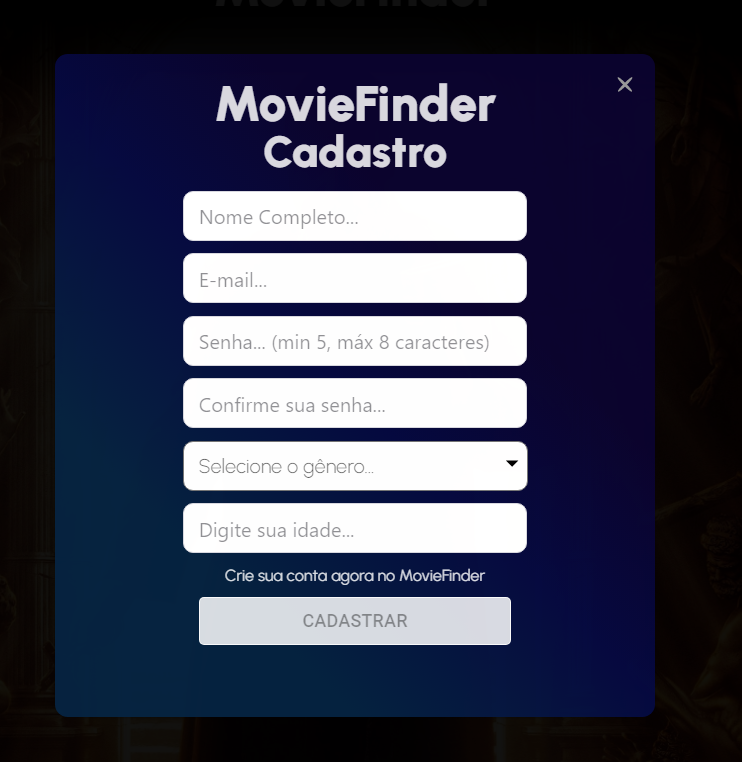 MovieFinder
MovieFinder
Cadastro
Nome Completo...
E-mail...
Senha... (min 5, máx 8 caracteres)
Confirme sua senha...
Selecione o gênero...
Digite sua idade...
Crie sua conta agora no MovieFinder
CADASTRAR